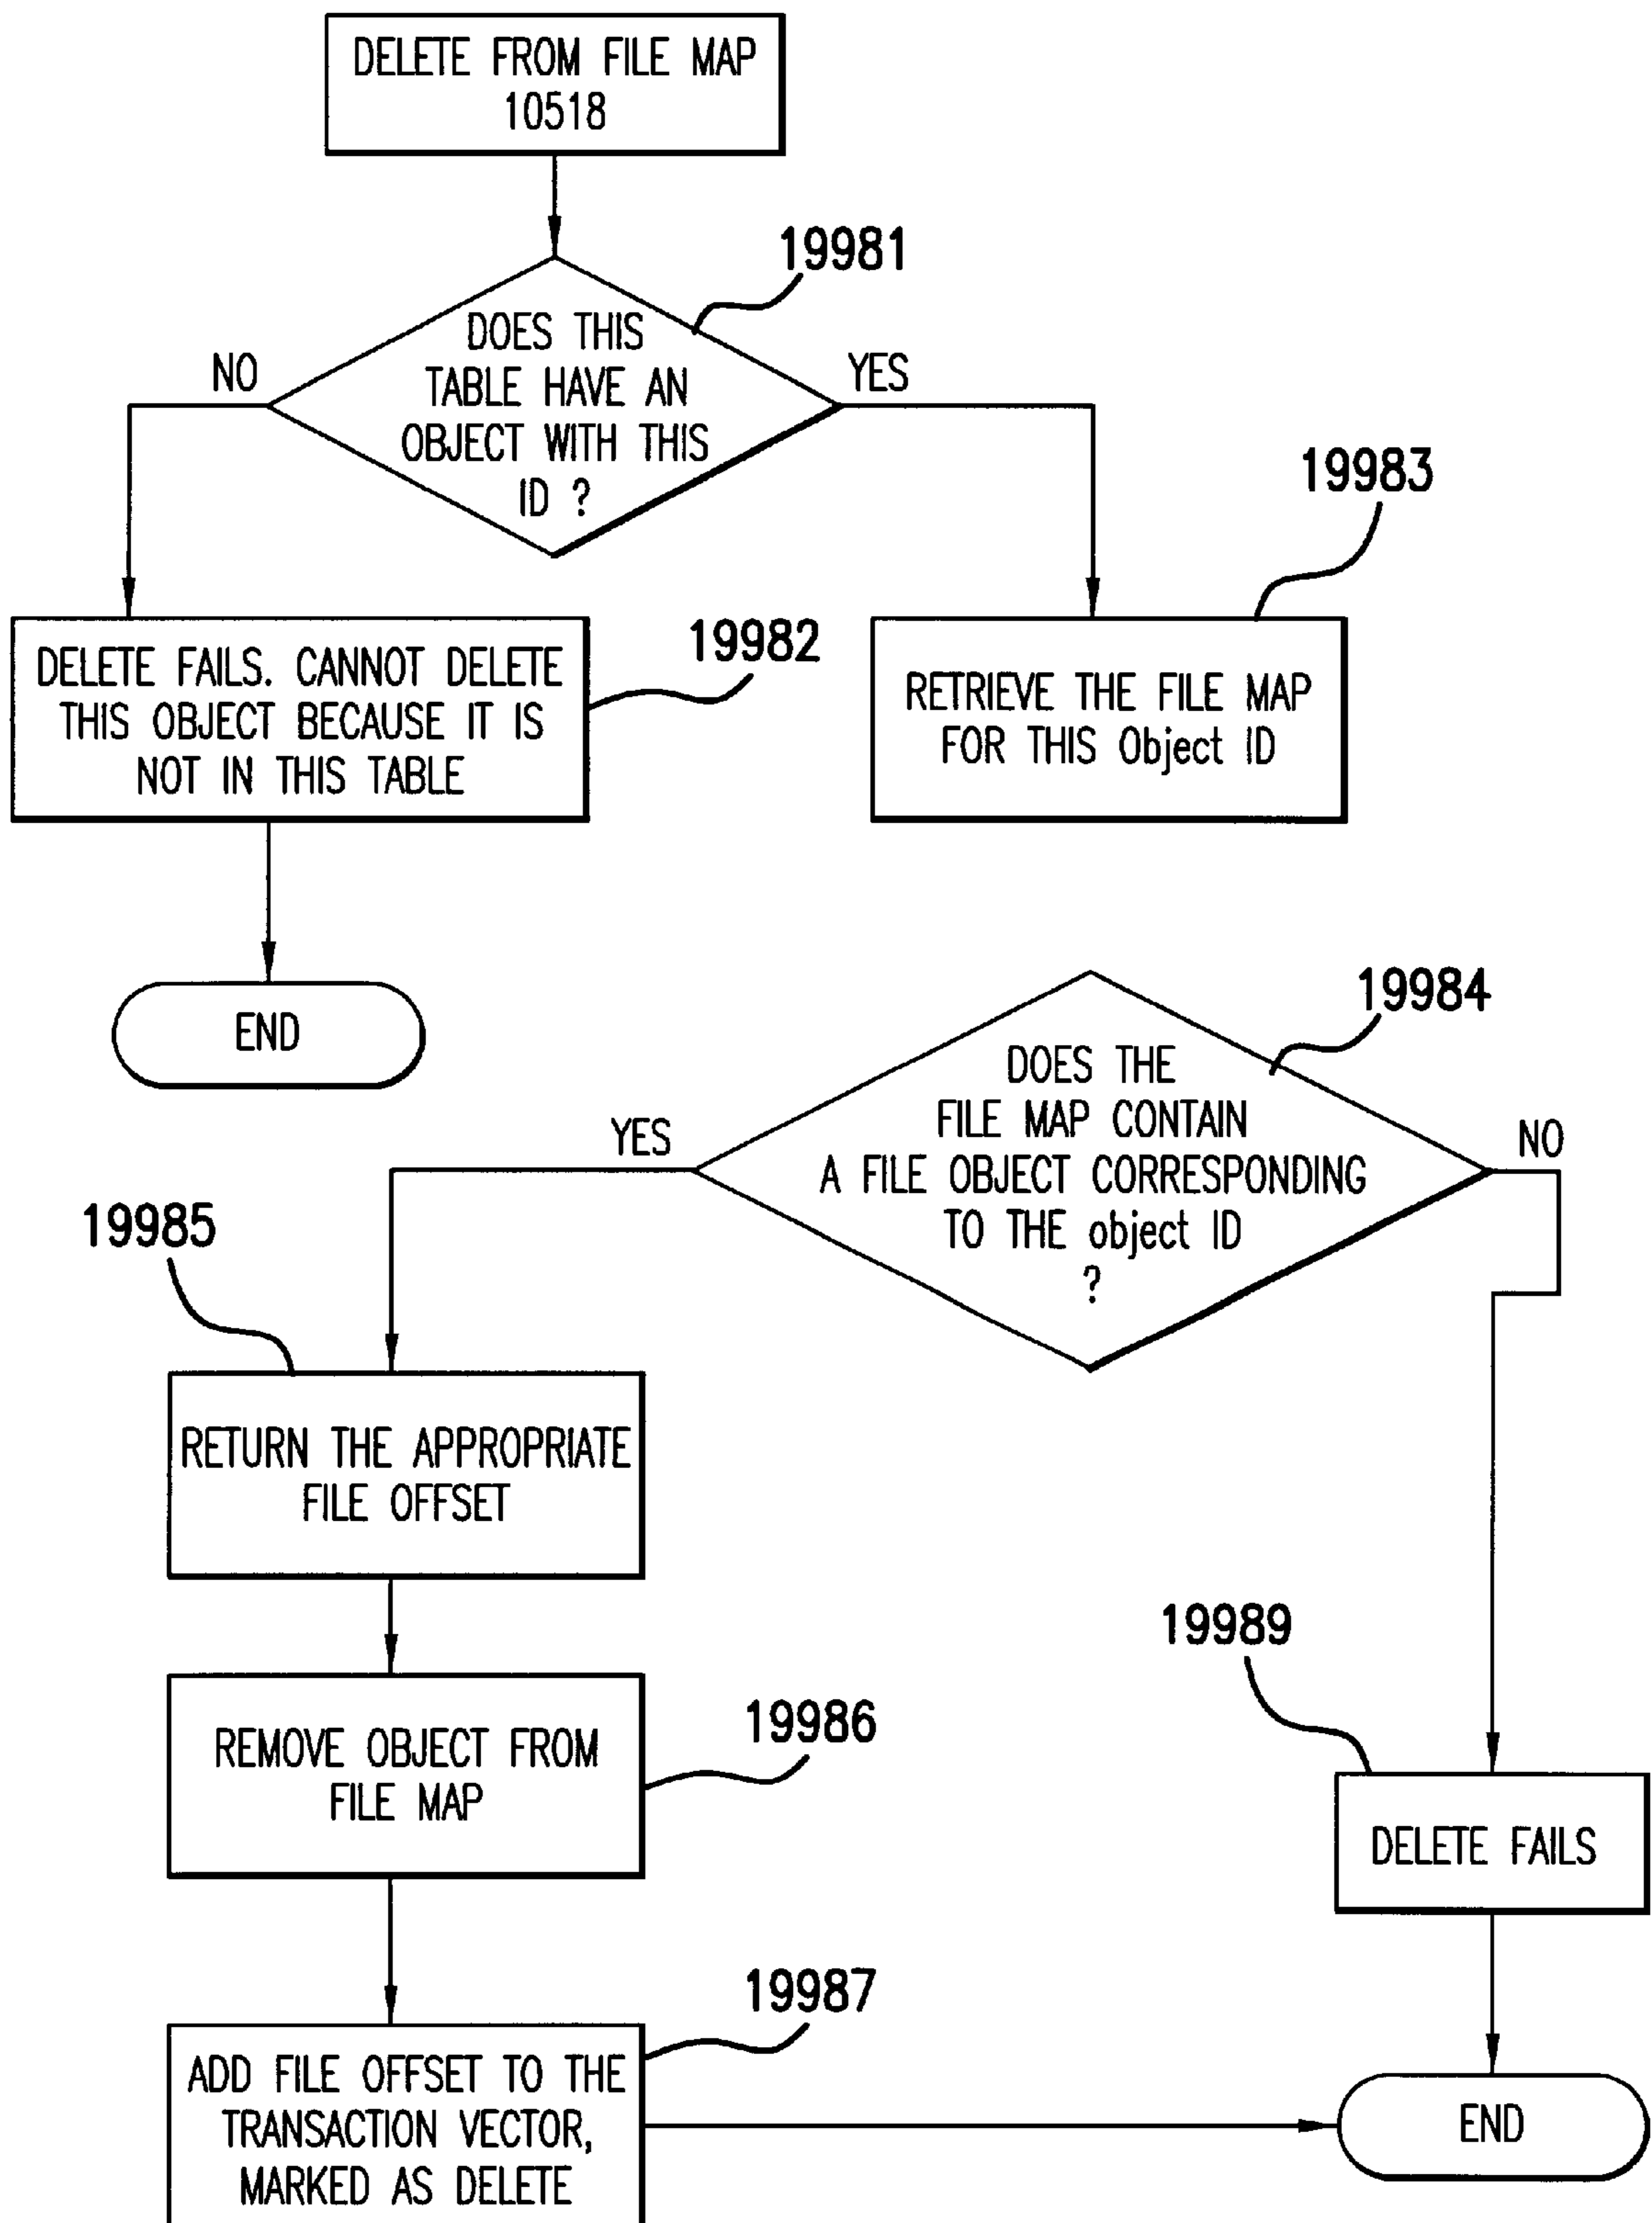 DELETE FROM FILE MAP
10518
19981
DOES THIS
TABLE HAVE AN
OBJECT WITH THIS
ID ?
NO
YES
19983
19982
DELETE FAILS. CANNOT DELETE
THIS OBJECT BECAUSE IT IS
NOT IN THIS TABLE
RETRIEVE THE FILE MAP
FOR THIS Object ID
END
19984
DOES THE
FILE MAP CONTAIN
A FILE OBJECT CORRESPONDING
TO THE object ID
?
YES
NO
19985
RETURN THE APPROPRIATE
FILE OFFSET
19986
REMOVE OBJECT FROM
FILE MAP
19989
DELETE FAILS
19987
ADD FILE OFFSET TO THE
TRANSACTION VECTOR,
MARKED AS DELETE
END